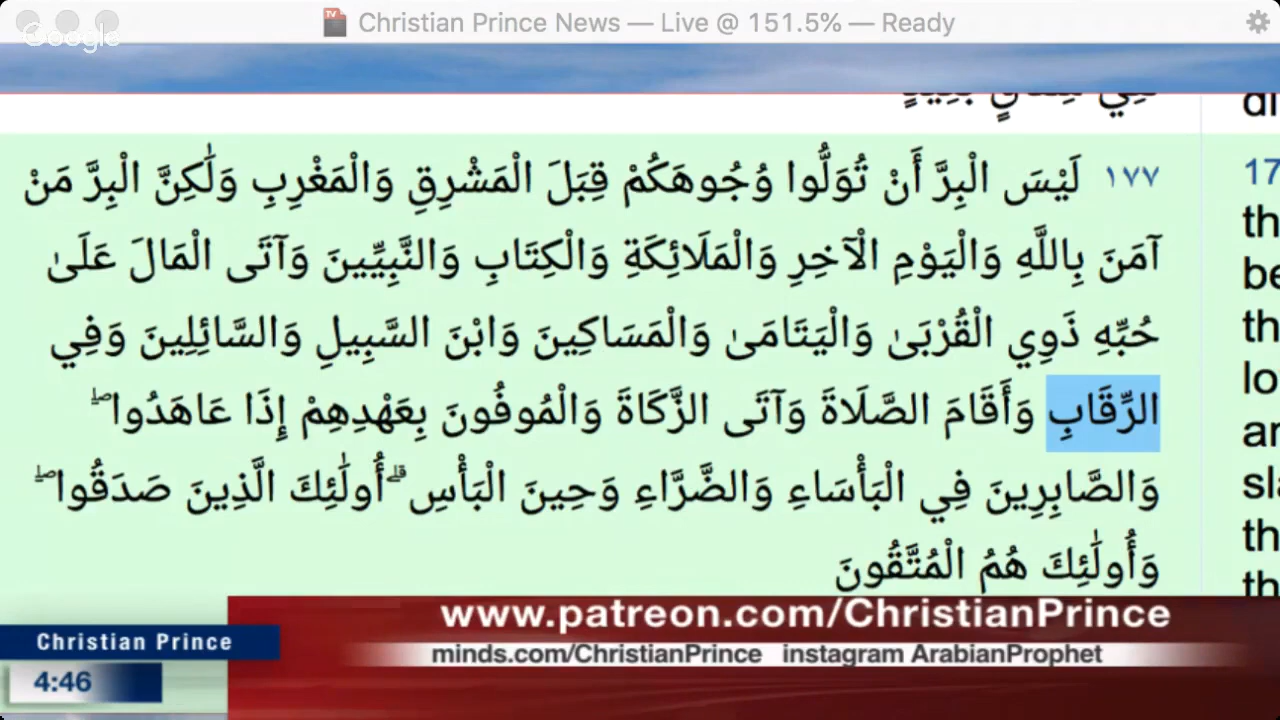 Christian Prince News — Live @ 151.5% — Ready
Google
١٧٧ لَيْسَ الْبِرَّ أَنْ تُوَلُّوا وُجُوهَكُمْ قِبَلَ الْمَشْرِقِ وَالْمَغْرِبِ وَلَٰكِنَّ الْبِرَّ مَنْ
آمَنَ بِاللَّهِ وَالْيَوْمِ الْآخِرِ وَالْمَلَائِكَةِ وَالْكِتَابِ وَالنَّبِيِّينَ وَآتَى الْمَالَ عَلَىٰ
حُبِّهِ ذَوِي الْقُرْبَىٰ وَالْيَتَامَىٰ وَالْمَسَاكِينَ وَابْنَ السَّبِيلِ وَالسَّائِلِينَ وَفِي
الرِّقَابِ وَأَقَامَ الصَّلَاةَ وَآتَى الزَّكَاةَ وَالْمُوفُونَ بِعَهْدِهِمْ إِذَا عَاهَدُوا ۖ
وَالصَّابِرِينَ فِي الْبَأْسَاءِ وَالضَّرَّاءِ وَحِينَ الْبَأْسِ ۗ أُولَٰئِكَ الَّذِينَ صَدَقُوا ۖ
وَأُولَٰئِكَ هُمُ الْمُتَّقُونَ
www.patreon.com/ChristianPrince
minds.com/ChristianPrince instagram ArabianProphet
Christian Prince
4:46